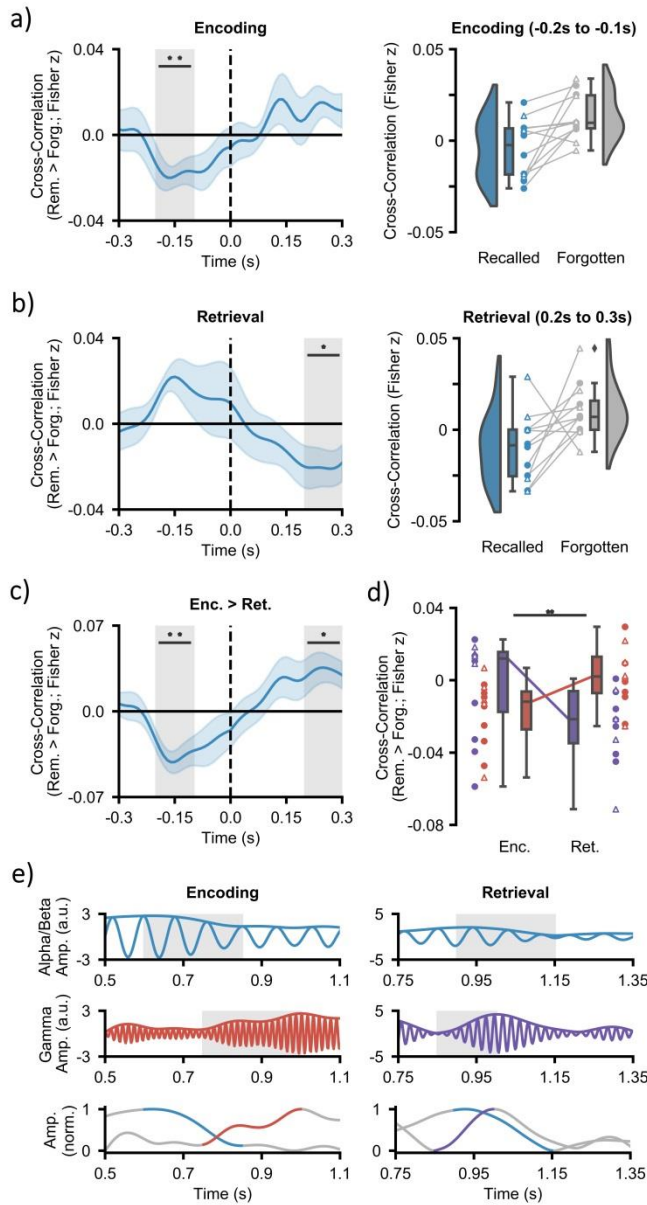 a)
Encoding
Encoding (-0.2s to -0.1s)
Cross-Correlation
(Rem. > Forg.; Fisher z)
0.04
0.0
-0.04
**
-0.3 -0.15 0.0 0.15 0.3
Time (s)
Cross-Correlation (Fisher z)
0.05
0
-0.05
Recalled Forgotten
b)
Retrieval
Retrieval (0.2s to 0.3s)
Cross-Correlation
(Rem. > Forg.; Fisher z)
0.04
0.0
-0.04
*
-0.3 -0.15 0.0 0.15 0.3
Time (s)
Cross-Correlation (Fisher z)
0.05
0
-0.05
Recalled Forgotten
c)
Enc. > Ret.
Cross-Correlation
(Rem. > Forg.; Fisher z)
0.07
0.0
-0.07
** *
-0.3 -0.15 0.0 0.15 0.3
Time (s)
d)
**
Cross-Correlation
(Rem. > Forg.; Fisher z)
0.04
0
-0.04
-0.08
Enc. Ret.
e)
Encoding
Retrieval
Alpha/Beta
Amp. (a.u.)
3
-3
0.5 0.7 0.9 1.1
5
-5
0.75 0.95 1.15 1.35
Gamma
Amp. (a.u.)
3
-3
0.5 0.7 0.9 1.1
5
-5
0.75 0.95 1.15 1.35
Amp.
(norm.)
1
0
0.5 0.7 0.9 1.1
Time (s)
1
0
0.75 0.95 1.15 1.35
Time (s)